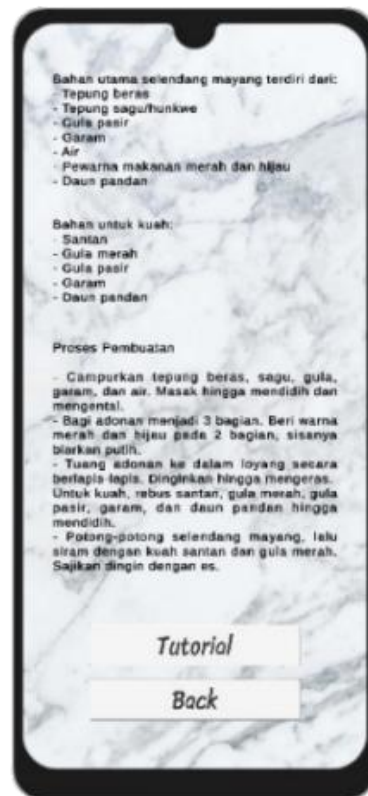 Bahan utama selendang mayang terdiri dari:
- Tepung beras
- Tepung sagu/hunkwe
- Gula pasir
- Garam
- Air
- Pewarna makanan merah dan hijau
- Daun pandan
Bahan untuk kuah:
- Santan
- Gula merah
- Gula pasir
- Garam
- Daun pandan
Proses Pembuatan
- Campurkan tepung beras, sagu, gula,
garam, dan air. Masak hingga mendidih dan
mengental.
- Bagi adonan menjadi 3 bagian. Beri warna
merah dan hijau pada 2 bagian, sisanya
biarkan putih.
- Tuang adonan ke dalam loyang secara
berlapis-lapis. Dinginkan hingga mengeras.
Untuk kuah, rebus santan, gula merah, gula
pasir, garam, dan daun pandan hingga
mendidih.
- Potong-potong selendang mayang, lalu
siram dengan kuah santan dan gula merah.
Sajikan dingin dengan es.
Tutorial
Back